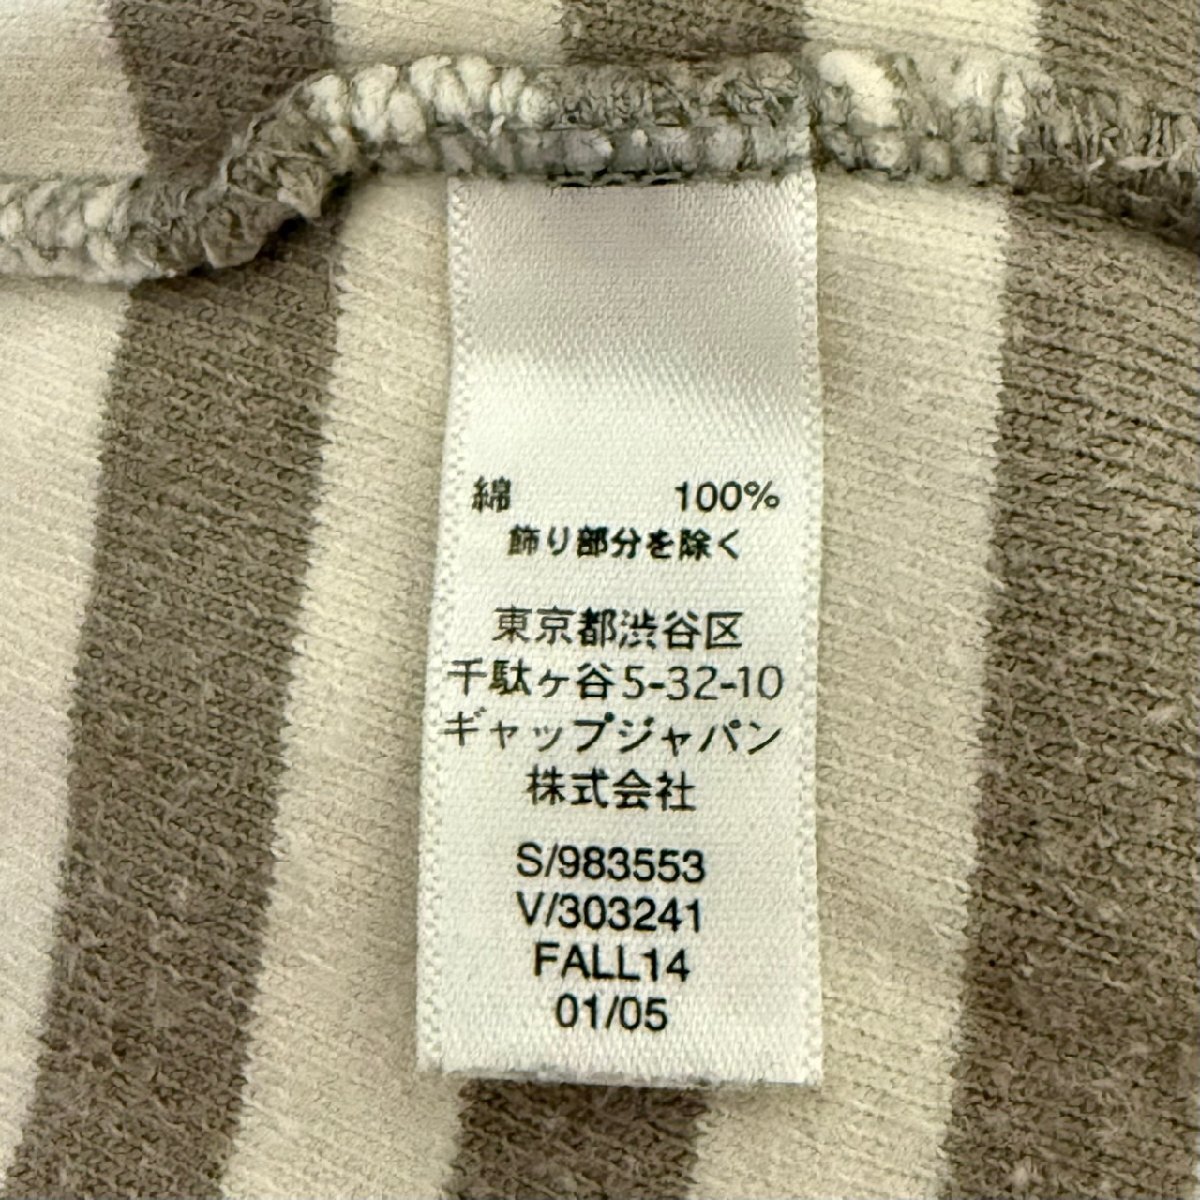 綿 100%
飾り部分を除く
東京都渋谷区
千駄ヶ谷5-32-10
ギャップジャパン
株式会社
S/983553
V/303241
FALL14
01/05